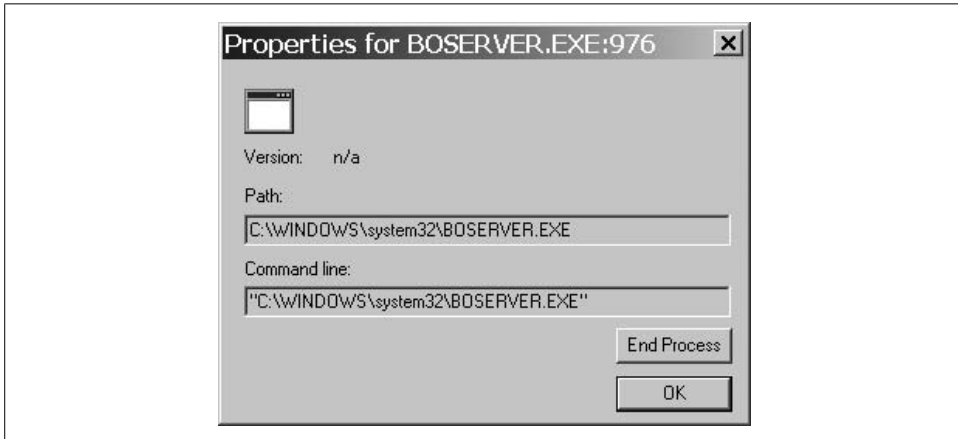 Properties for BOSERVER.EXE:976
Version: n/a
Path:
C:\WINDOWS\system32\BOSERVER.EXE
Command line:
"C:\WINDOWS\system32\BOSERVER.EXE"
End Process
OK